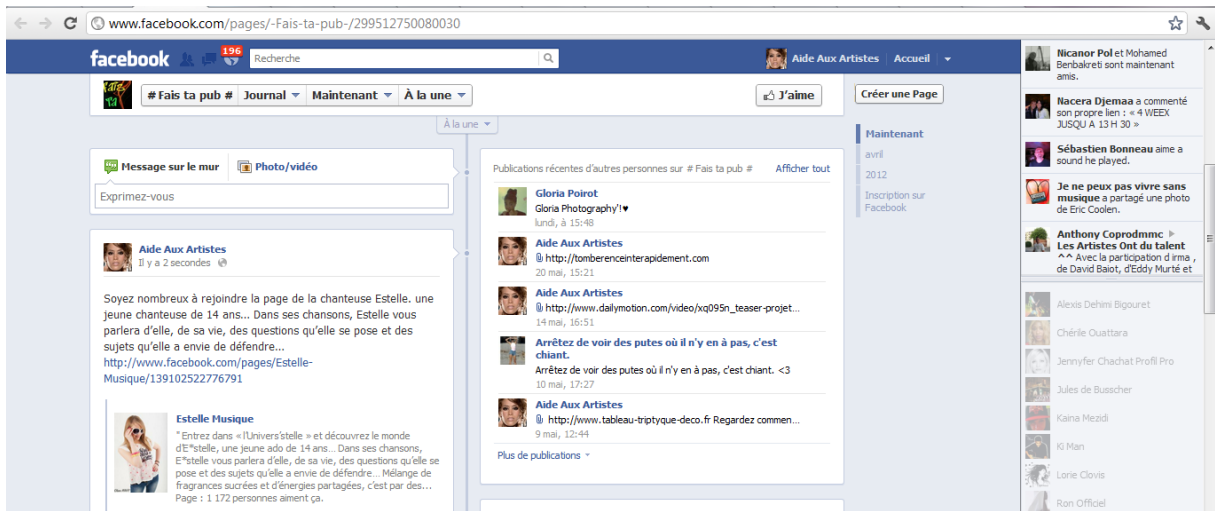 www.facebook.com/pages/-Fais-ta-pub-/299512750080030
facebook
196
Recherche
Aide Aux Artistes
Accueil
# Fais ta pub #
Journal
Maintenant
À la une
J'aime
Créer une Page
À la une
Message sur le mur
Photo/vidéo
Exprimez-vous
Aide Aux Artistes
Il y a 2 secondes
Soyez nombreux à rejoindre la page de la chanteuse Estelle. une
jeune chanteuse de 14 ans... Dans ses chansons, Estelle vous
parlera d'elle, de sa vie, des questions qu'elle se pose et des
sujets qu'elle a envie de défendre...
http://www.facebook.com/pages/Estelle-
Musique/139102522776791
Estelle Musique
"Entrez dans « l'Univers'stelle » et découvrez le monde
d'E*stelle, une jeune ado de 14 ans... Dans ses chansons,
E*stelle vous parlera d'elle, de sa vie, des questions qu'elle se
pose et des sujets qu'elle a envie de défendre... Mélange de
fragrances sucrées et d'énergies partagées, c'est par des...
Page : 1 172 personnes aiment ça.
Publications récentes d'autres personnes sur # Fais ta pub #
Afficher tout
Gloria Poirot
Gloria Photography'!♥
lundi, à 15:48
Aide Aux Artistes
http://tomberenceinterapidement.com
20 mai, 15:21
Aide Aux Artistes
http://www.dailymotion.com/video/xq095n_teaser-projet...
14 mai, 16:51
Arrêtez de voir des putes où il n'y en à pas, c'est
chiant.
Arrêtez de voir des putes où il n'y en à pas, c'est chiant. <3
10 mai, 17:27
Aide Aux Artistes
http://www.tableau-triptyque-deco.fr Regardez commen...
9 mai, 12:44
Plus de publications
Maintenant
avril
2012
Inscription sur
Facebook
Nicanor Pol et Mohamed
Benbakreti sont maintenant
amis.
Nacera Djemaa a commenté
son propre lien : « 4 WEEX
JUSQU A 13 H 30 »
Sébastien Bonneau aime a
sound he played.
Je ne peux pas vivre sans
musique a partagé une photo
de Eric Coolen.
Anthony Coprodmmc ▶
Les Artistes Ont du talent
^^ Avec la participation d irma ,
de David Baiot, d'Eddy Murté et
Alexis Dehimi Bigouret
Chérile Ouattara
Jennyfer Chachat Profil Pro
Jules de Busscher
Kaina Mezidi
Ki Man
Lorie Clovis
Ron Officiel